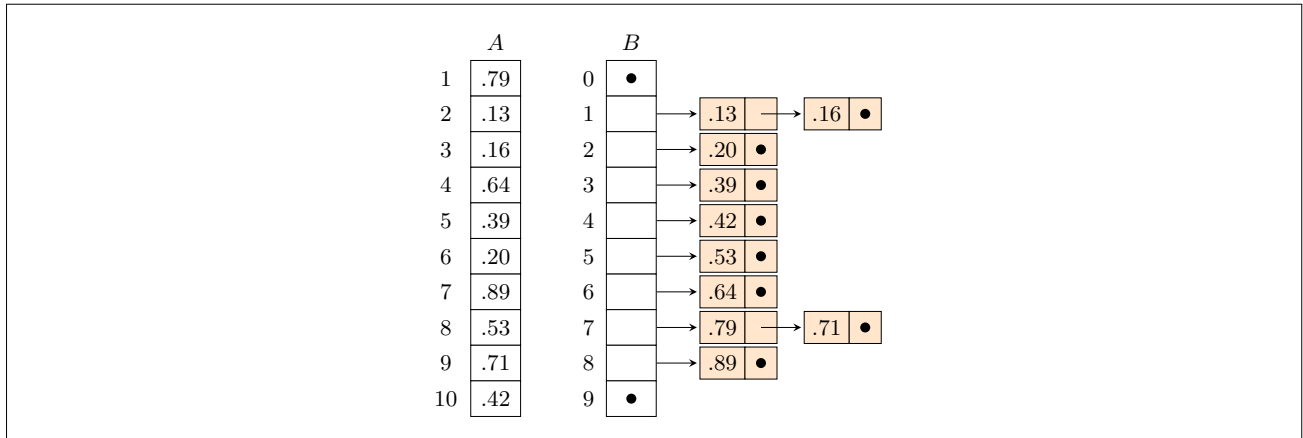 A B
1 .79 0
2 .13 1 .13 .16
3 .16 2 .20
4 .64 3 .39
5 .39 4 .42
6 .20 5 .53
7 .89 6 .64
8 .53 7 .79 .71
9 .71 8 .89
10 .42 9